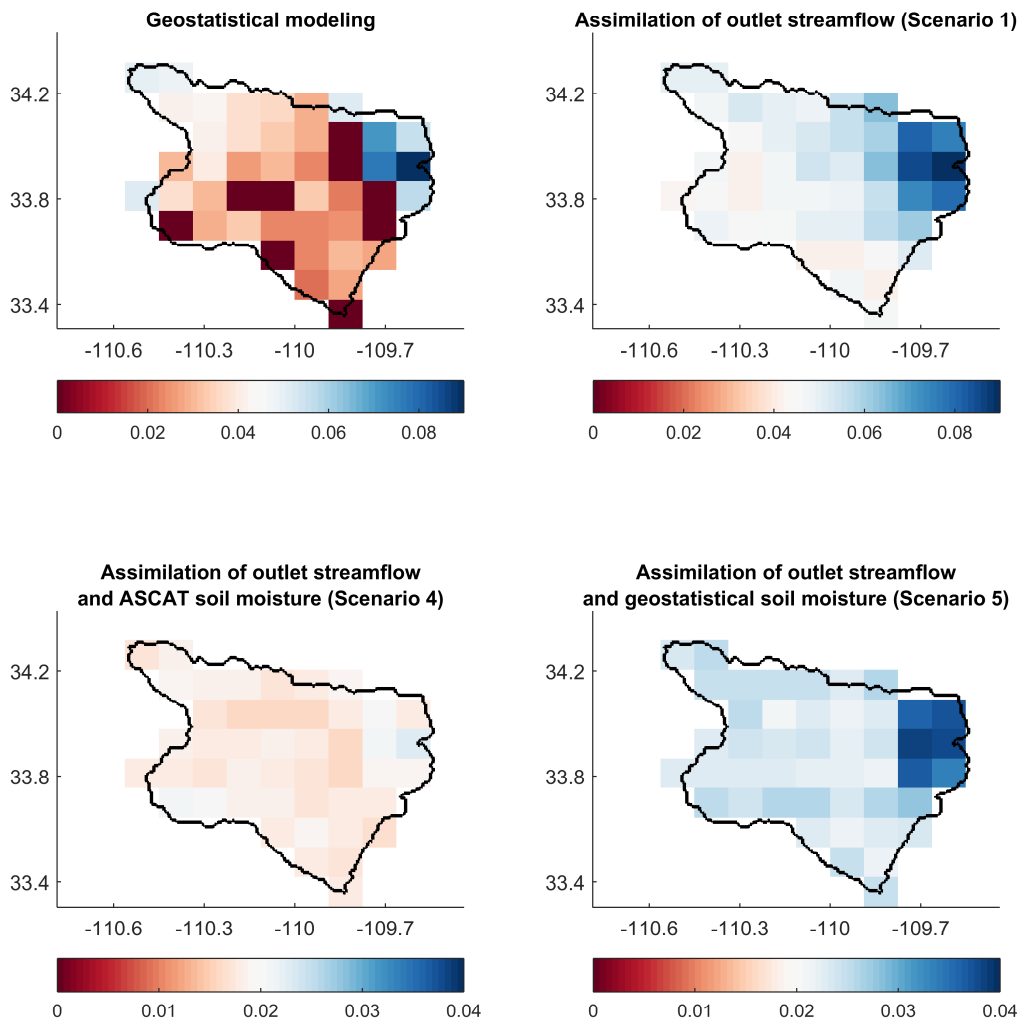 Geostatistical modeling
Assimilation of outlet streamflow (Scenario 1)
34.2
33.8
33.4
-110.6 -110.3 -110 -109.7
0 0.02 0.04 0.06 0.08
34.2
33.8
33.4
-110.6 -110.3 -110 -109.7
0 0.02 0.04 0.06 0.08
Assimilation of outlet streamflow
and ASCAT soil moisture (Scenario 4)
34.2
33.8
33.4
-110.6 -110.3 -110 -109.7
0 0.01 0.02 0.03 0.04
Assimilation of outlet streamflow
and geostatistical soil moisture (Scenario 5)
34.2
33.8
33.4
-110.6 -110.3 -110 -109.7
0 0.01 0.02 0.03 0.04